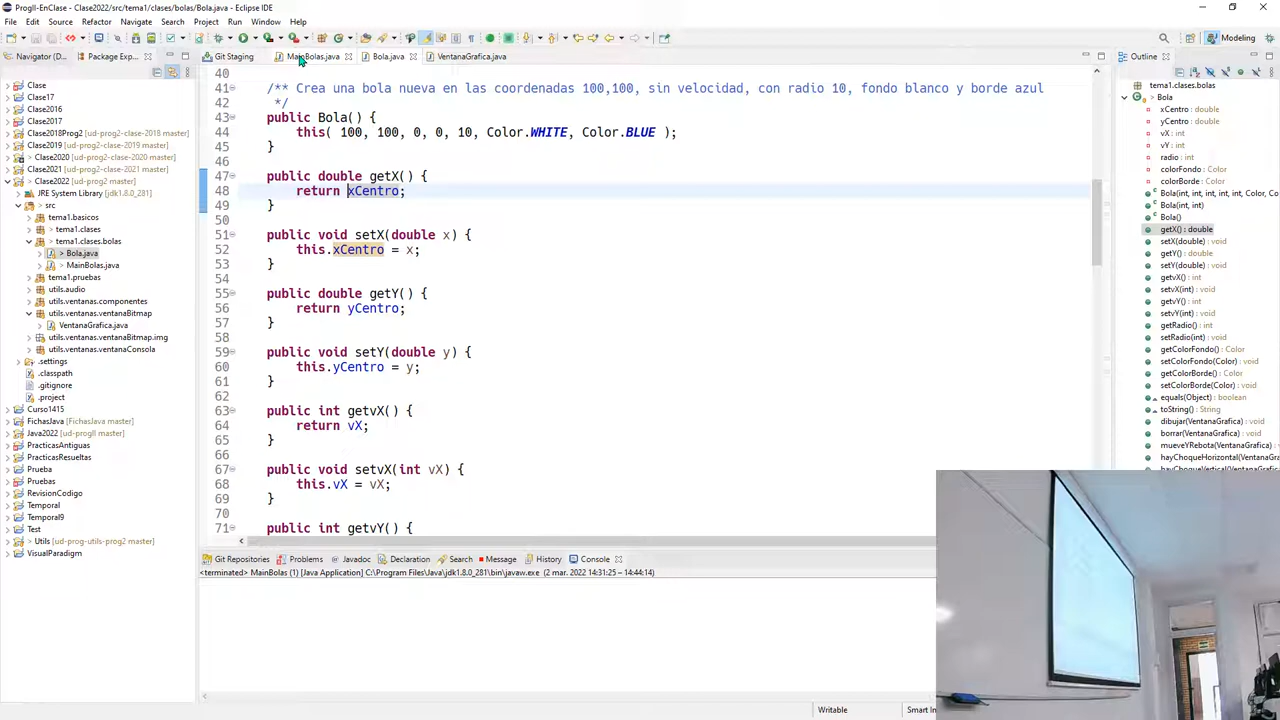 ProgII-EnClase - Clase2022/src/tema1/clases/bolas/Bola.java - Eclipse IDE
File Edit Source Refactor Navigate Search Project Run Window Help
Modeling
Navigator (D...
Package Exp...
Clase
Clase17
Clase2016
Clase2017
Clase2018Prog2 [ud-prog2-clase-2018 master]
Clase2019 [ud-prog2-clase-2019 master]
> Clase2020 [ud-prog2-clase-2020 master]
Clase2021 [ud-prog2-clase-2021 master]
> Clase2022 [ud-prog2 master]
JRE System Library [jdk1.8.0_281]
> src
tema1.basicos
> tema1.clases
> tema1.clases.bolas
> Bola.java
> MainBolas.java
tema1.pruebas
utils.audio
utils.ventanas.componentes
utils.ventanas.ventanaBitmap
VentanaGrafica.java
utils.ventanas.ventanaBitmap.img
utils.ventanas.ventanaConsola
.settings
.classpath
.gitignore
.project
Curso1415
FichasJava [FichasJava master]
Java2022 [ud-progII master]
PracticasAntiguas
PracticasResueltas
Prueba
Pruebas
RevisionCodigo
Temporal
Temporal9
Test
> Utils [ud-prog-utils-prog2 master]
VisualParadigm
Git Staging
MainBolas.java
Bola.java
VentanaGrafica.java
40
41 /** Crea una bola nueva en las coordenadas 100,100, sin velocidad, con radio 10, fondo blanco y borde azul
42 */
43 public Bola() {
44 this( 100, 100, 0, 0, 10, Color.WHITE, Color.BLUE );
45 }
46
47 public double getX() {
48 return xCentro;
49 }
50
51 public void setX(double x) {
52 this.xCentro = x;
53 }
54
55 public double getY() {
56 return yCentro;
57 }
58
59 public void setY(double y) {
60 this.yCentro = y;
61 }
62
63 public int getvX() {
64 return vX;
65 }
66
67 public void setvX(int vX) {
68 this.vX = vX;
69 }
70
71 public int getvY() {
Outline
tema1.clases.bolas
> Bola
xCentro : double
yCentro : double
vX : int
vY : int
radio : int
colorFondo : Color
colorBorde : Color
Bola(int, int, int, int, int, Color, Co
Bola(int, int)
Bola()
getX() : double
setX(double) : void
getY() : double
setY(double) : void
getvX() : int
setvX(int) : void
getvY() : int
setvY(int) : void
getRadio() : int
setRadio(int) : void
getColorFondo() : Color
setColorFondo(Color) : void
getColorBorde() : Color
setColorBorde(Color) : void
equals(Object) : boolean
toString() : String
dibujar(VentanaGrafica) : void
borrar(VentanaGrafica) : void
mueveYRebota(VentanaGrafica) :
hayChoqueHorizontal(VentanaGra
Git Repositories
Problems
Javadoc
Declaration
Search
Message
History
Console
<terminated> MainBolas (1) [Java Application] C:\Program Files\Java\jdk1.8.0_281\bin\javaw.exe (2 mar. 2022 14:31:25 – 14:44:14)
Writable
Smart In